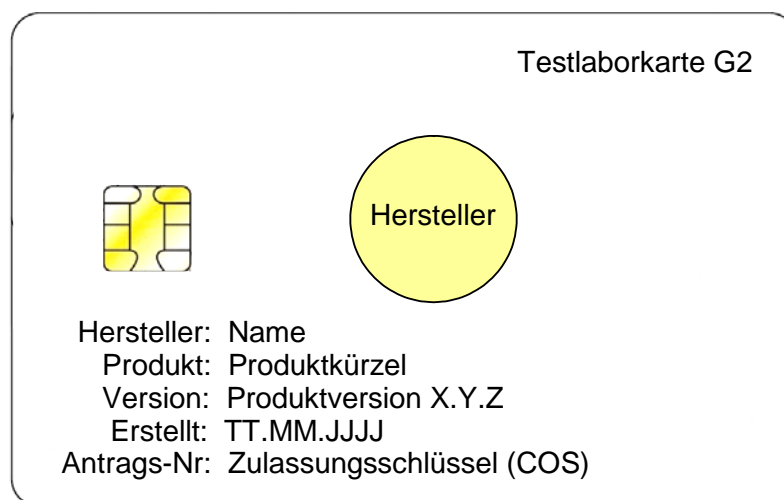 Testlaborkarte G2
Hersteller
Hersteller: Name
Produkt: Produktkürzel
Version: Produktversion X.Y.Z
Erstellt: TT.MM.JJJJ
Antrags-Nr: Zulassungsschlüssel (COS)